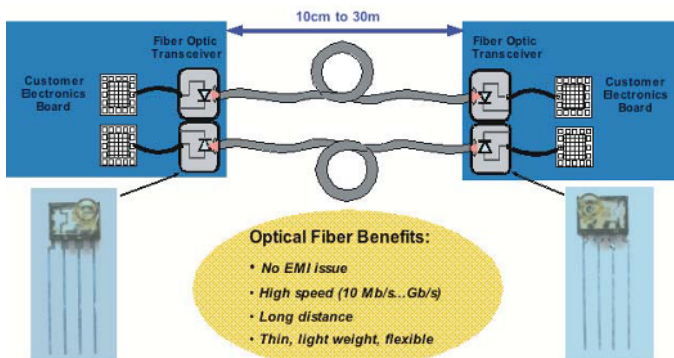 10cm to 30m
Fiber Optic
Transceiver
Fiber Optic
Transceiver
Customer
Electronics
Board
Customer
Electronics
Board
Optical Fiber Benefits:
• No EMI issue
• High speed (10 Mb/s...Gb/s)
• Long distance
• Thin, light weight, flexible